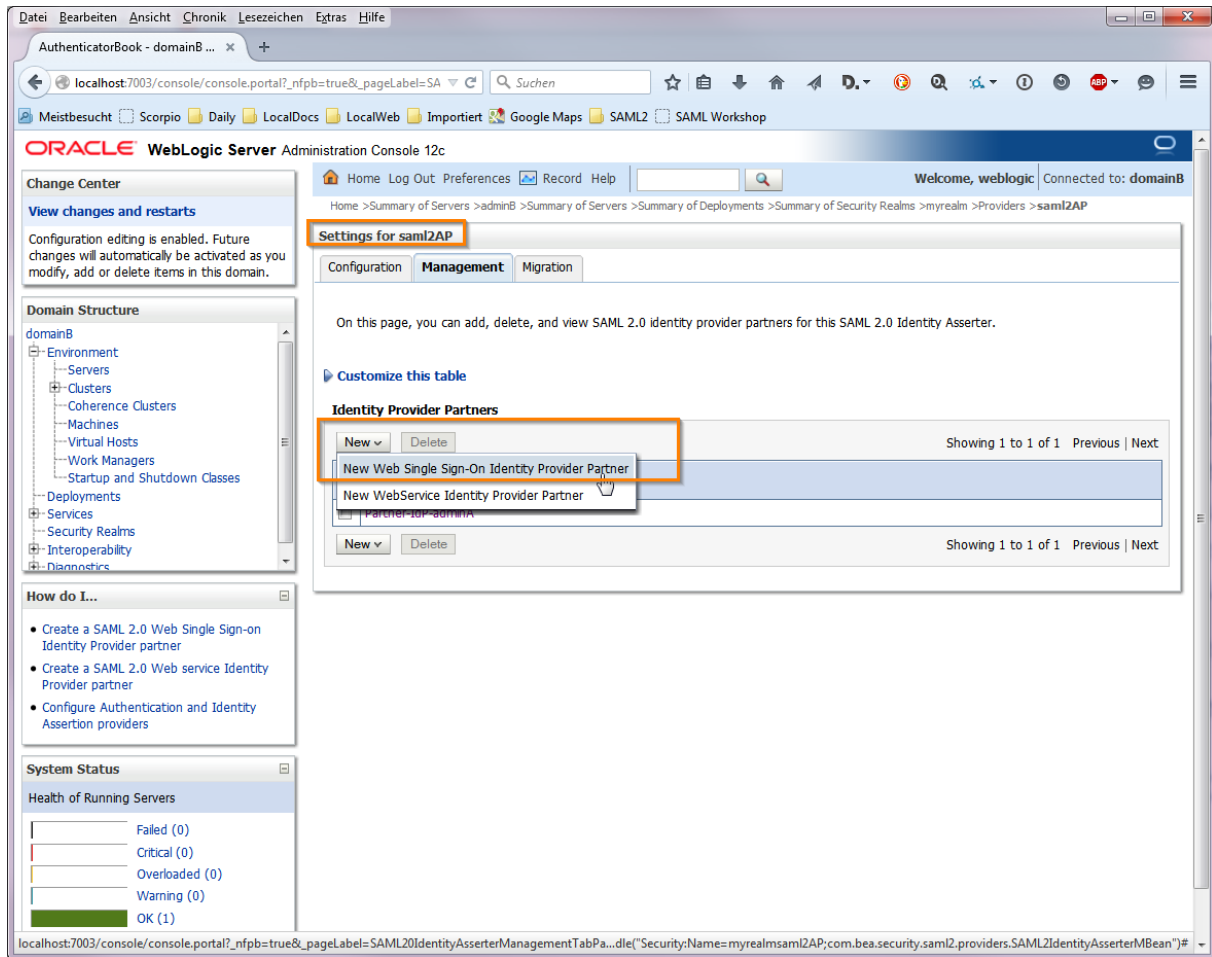 Datei Bearbeiten Ansicht Chronik Lesezeichen Extras Hilfe
AuthenticatorBook - domainB ... × +
localhost:7003/console/console.portal?_nfpb=true&_pageLabel=SA Suchen
Meistbesucht Scorpio Daily LocalDocs LocalWeb Importiert Google Maps SAML2 SAML Workshop
ORACLE WebLogic Server Administration Console 12c
Change Center
View changes and restarts
Configuration editing is enabled. Future
changes will automatically be activated as you
modify, add or delete items in this domain.
Domain Structure
domainB
Environment
Servers
Clusters
Coherence Clusters
Machines
Virtual Hosts
Work Managers
Startup and Shutdown Classes
Deployments
Services
Security Realms
Interoperability
Diagnostics
How do I...
Create a SAML 2.0 Web Single Sign-on
Identity Provider partner
Create a SAML 2.0 Web service Identity
Provider partner
Configure Authentication and Identity
Assertion providers
System Status
Health of Running Servers
Failed (0)
Critical (0)
Overloaded (0)
Warning (0)
OK (1)
Home Log Out Preferences Record Help
Welcome, weblogic Connected to: domainB
Home >Summary of Servers >adminB >Summary of Servers >Summary of Deployments >Summary of Security Realms >myrealm >Providers >saml2AP
Settings for saml2AP
Configuration Management Migration
On this page, you can add, delete, and view SAML 2.0 identity provider partners for this SAML 2.0 Identity Asserter.
Customize this table
Identity Provider Partners
New Delete Showing 1 to 1 of 1 Previous | Next
New Web Single Sign-On Identity Provider Partner
New WebService Identity Provider Partner
Partner-IdP-adminA
New Delete Showing 1 to 1 of 1 Previous | Next
localhost:7003/console/console.portal?_nfpb=true&_pageLabel=SAML20IdentityAsserterManagementTabPa...dle("Security:Name=myrealmsaml2AP;com.bea.security.saml2.providers.SAML2IdentityAsserterMBean")#